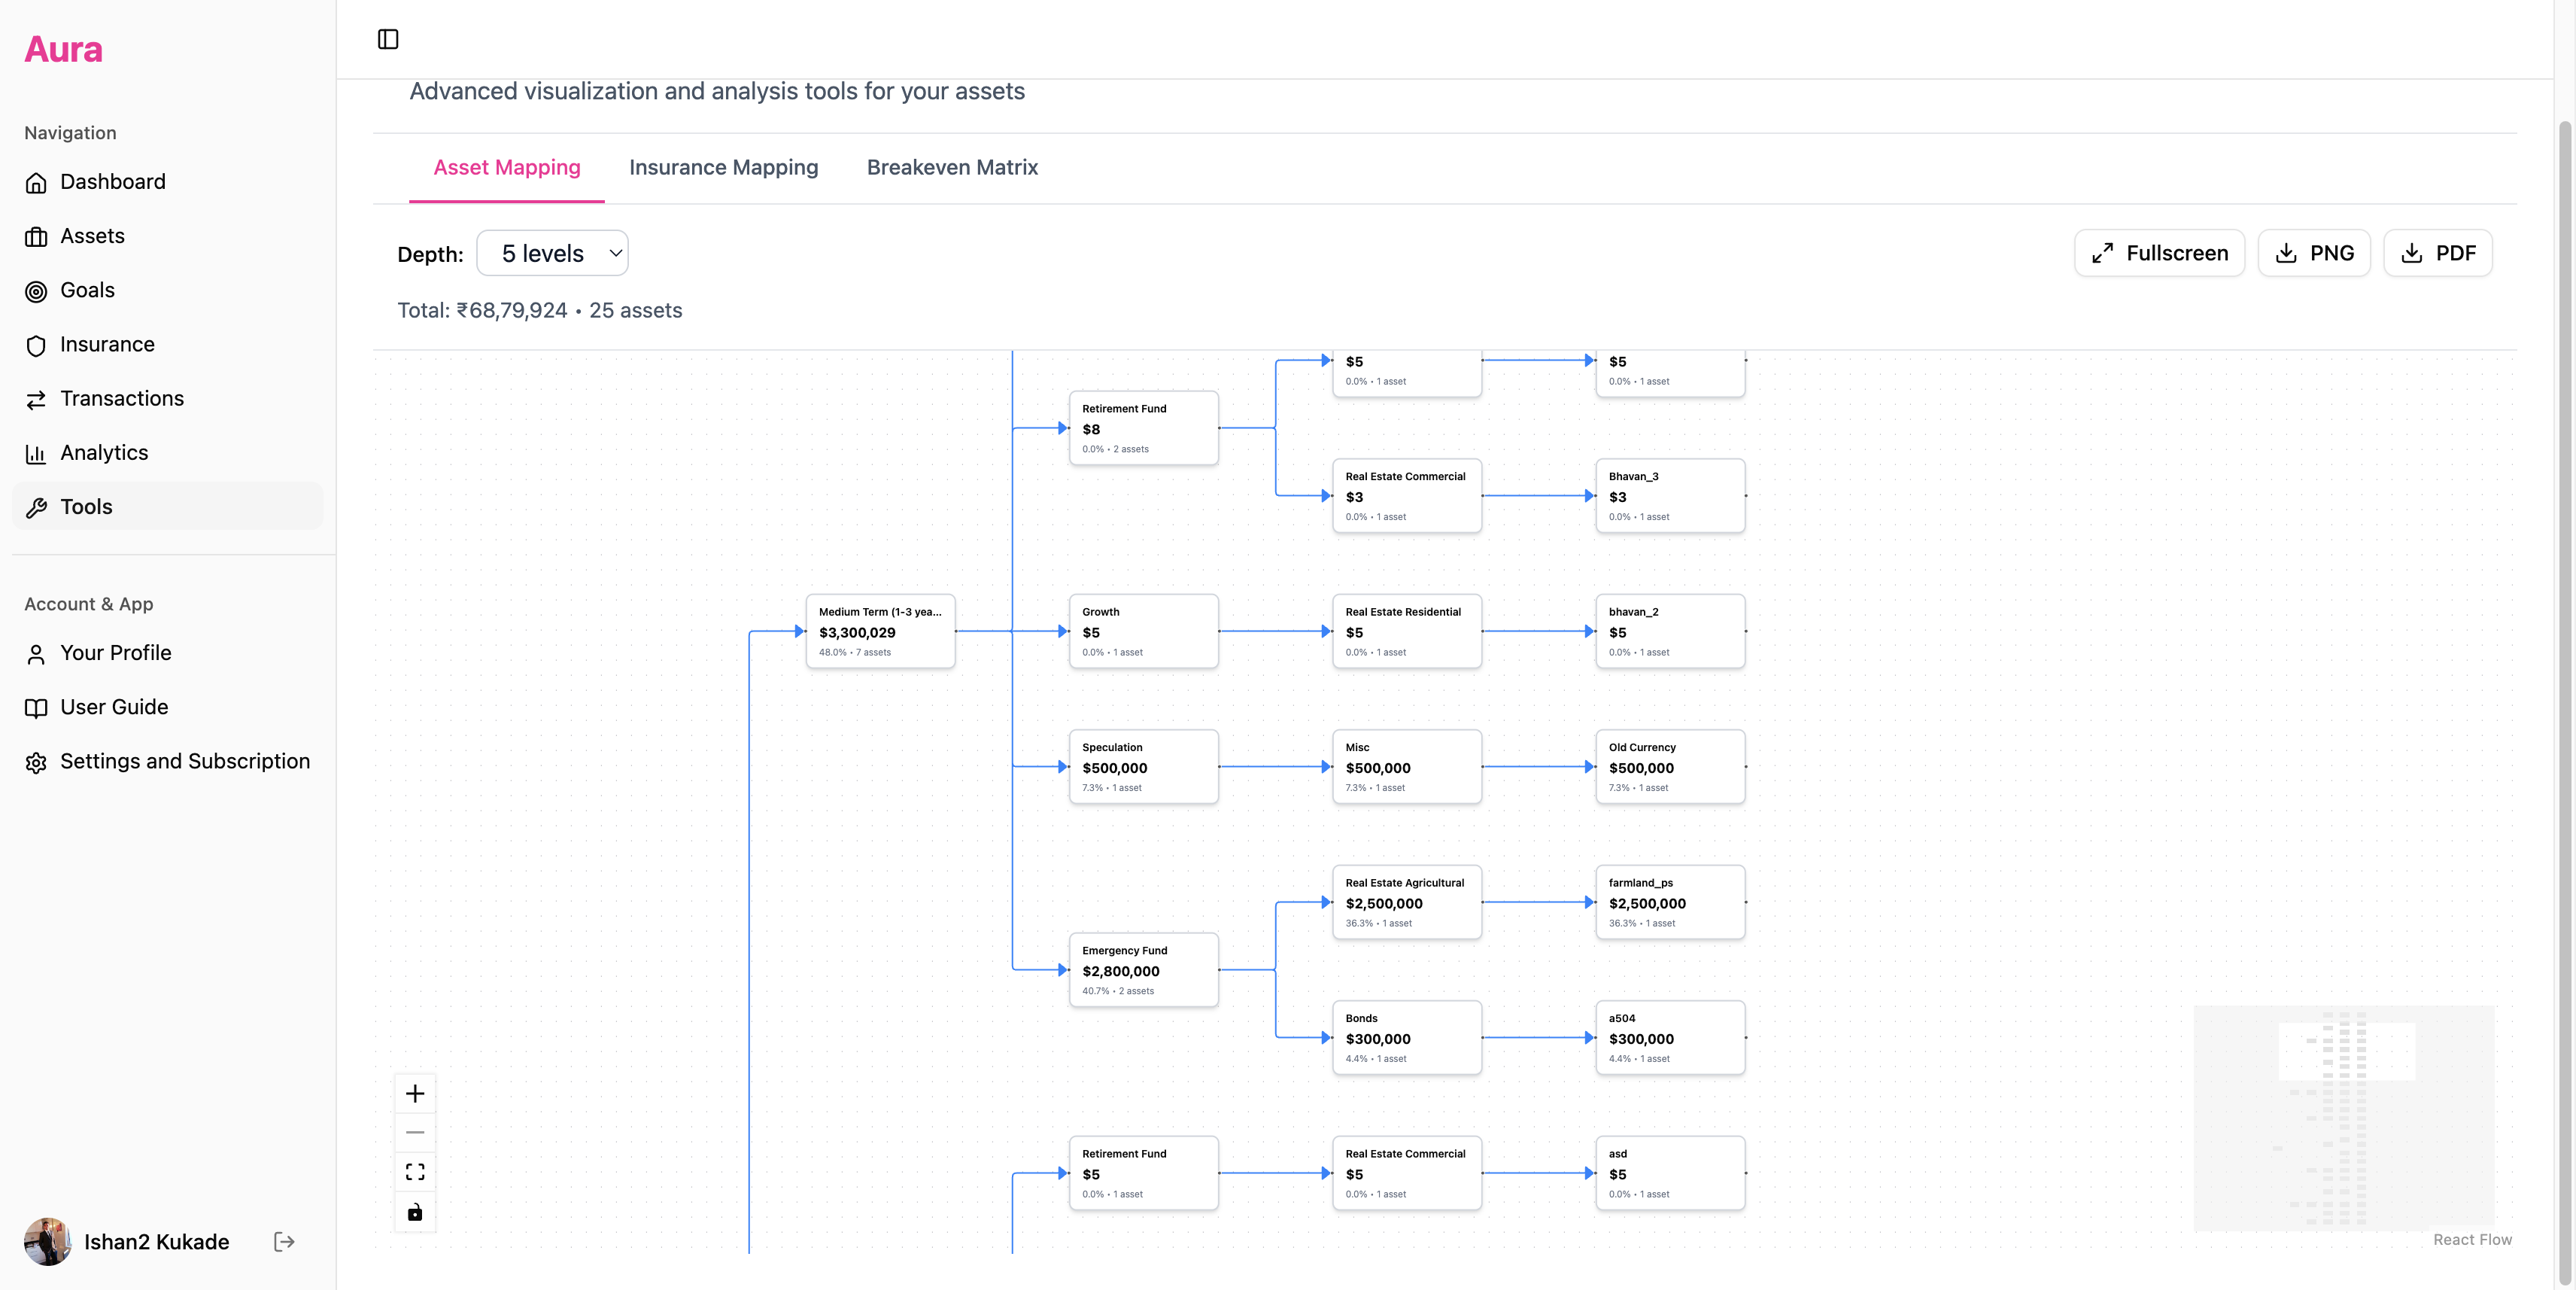 Aura
Navigation
Dashboard
Assets
Goals
Insurance
Transactions
Analytics
Tools
Account & App
Your Profile
User Guide
Settings and Subscription
Ishan2 Kukade
Advanced visualization and analysis tools for your assets
Asset Mapping
Insurance Mapping
Breakeven Matrix
Depth:
5 levels
Fullscreen
PNG
PDF
Total: ₹68,79,924 • 25 assets
$5
0.0% • 1 asset
$5
0.0% • 1 asset
Retirement Fund
$8
0.0% • 2 assets
Real Estate Commercial
$3
0.0% • 1 asset
Bhavan_3
$3
0.0% • 1 asset
Medium Term (1-3 yea...
$3,300,029
48.0% • 7 assets
Growth
$5
0.0% • 1 asset
Real Estate Residential
$5
0.0% • 1 asset
bhavan_2
$5
0.0% • 1 asset
Speculation
$500,000
7.3% • 1 asset
Misc
$500,000
7.3% • 1 asset
Old Currency
$500,000
7.3% • 1 asset
Real Estate Agricultural
$2,500,000
36.3% • 1 asset
farmland_ps
$2,500,000
36.3% • 1 asset
Emergency Fund
$2,800,000
40.7% • 2 assets
Bonds
$300,000
4.4% • 1 asset
a504
$300,000
4.4% • 1 asset
Retirement Fund
$5
0.0% • 1 asset
Real Estate Commercial
$5
0.0% • 1 asset
asd
$5
0.0% • 1 asset
React Flow